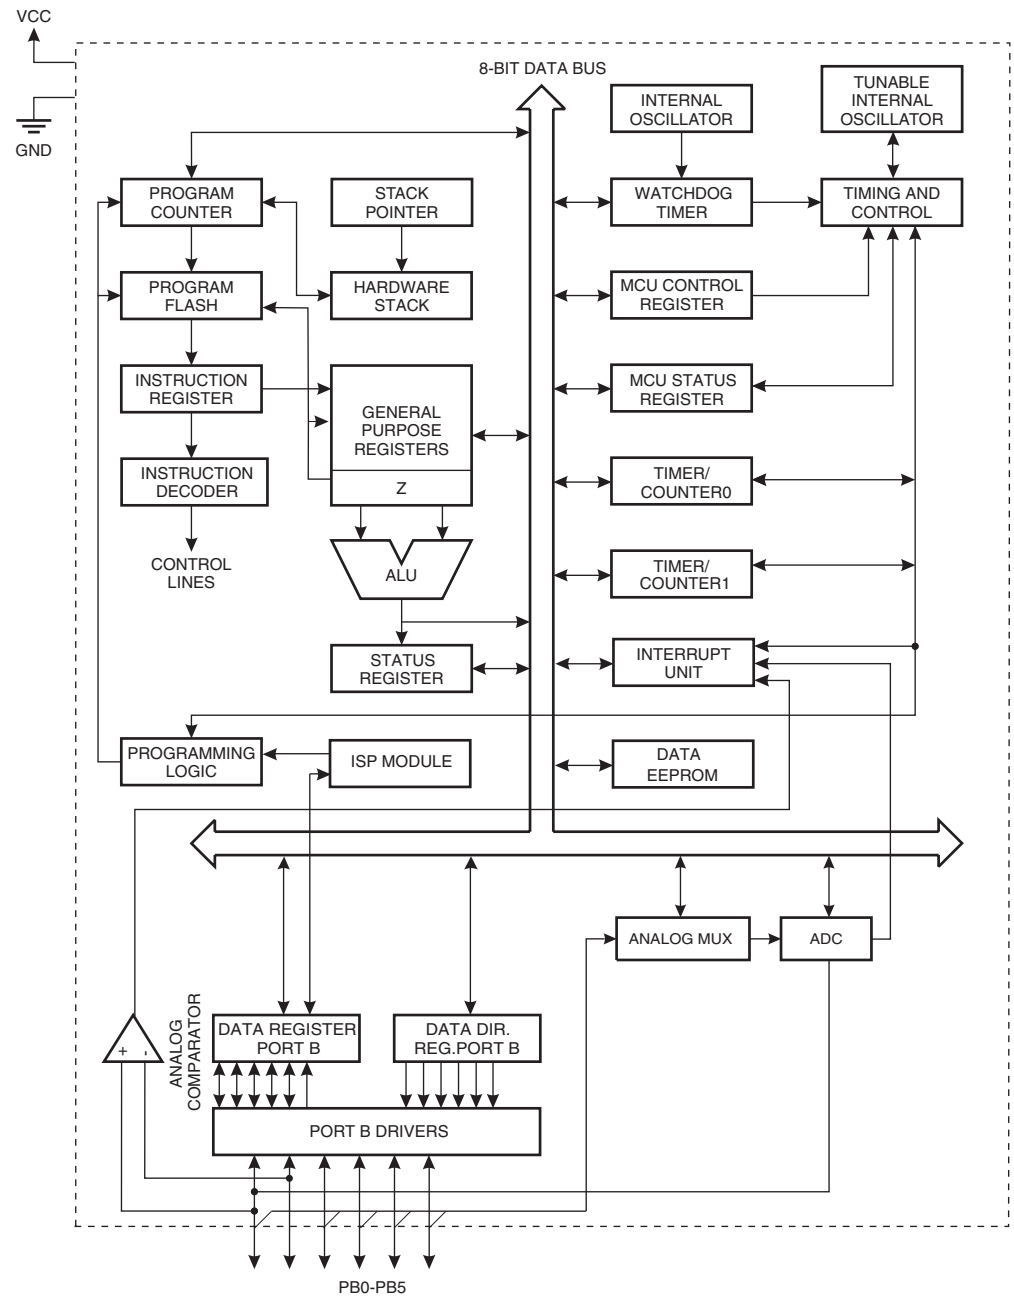 VCC
GND
8-BIT DATA BUS
INTERNAL
OSCILLATOR
TUNABLE
INTERNAL
OSCILLATOR
PROGRAM
COUNTER
STACK
POINTER
WATCHDOG
TIMER
TIMING AND
CONTROL
PROGRAM
FLASH
HARDWARE
STACK
MCU CONTROL
REGISTER
INSTRUCTION
REGISTER
GENERAL
PURPOSE
REGISTERS
Z
MCU STATUS
REGISTER
INSTRUCTION
DECODER
TIMER/
COUNTER0
CONTROL
LINES
ALU
TIMER/
COUNTER1
STATUS
REGISTER
INTERRUPT
UNIT
PROGRAMMING
LOGIC
ISP MODULE
DATA
EEPROM
ANALOG MUX
ADC
+
-
ANALOG
COMPARATOR
DATA REGISTER
PORT B
DATA DIR.
REG.PORT B
PORT B DRIVERS
PB0-PB5